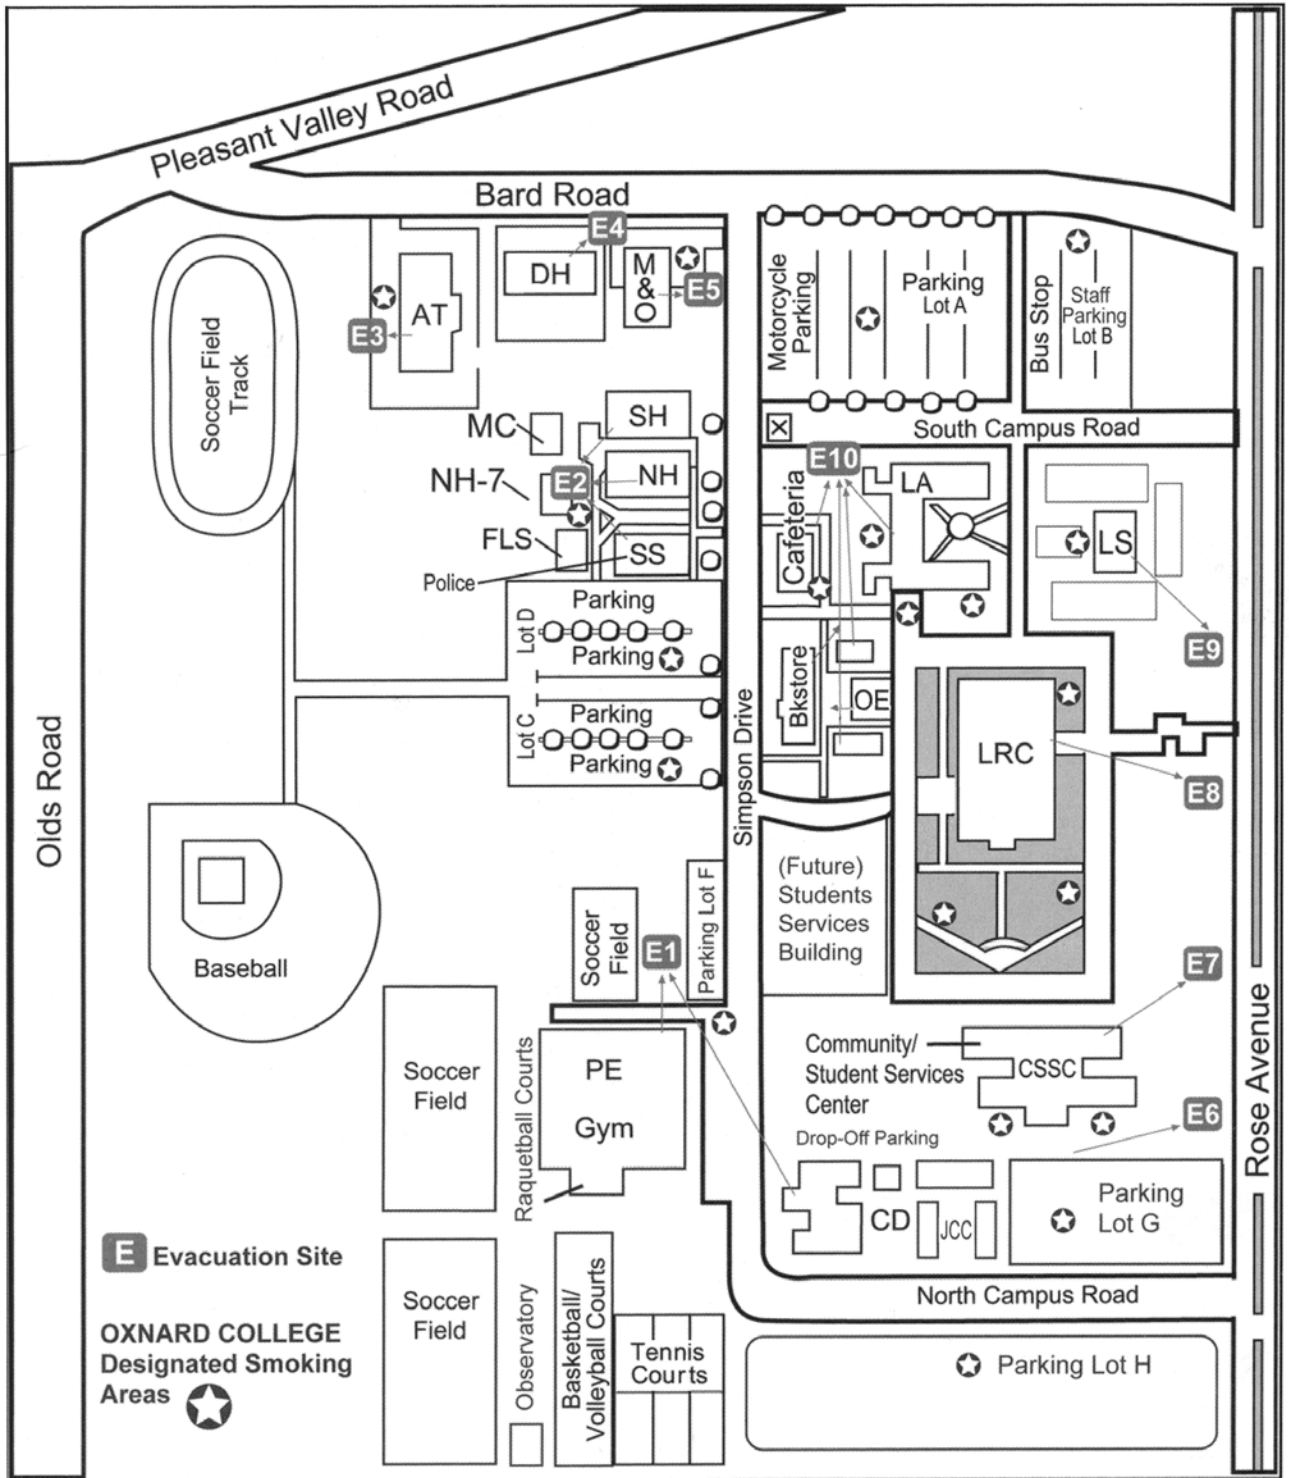 Pleasant Valley Road
Bard Road
E4
DH
M
&
O
E5
AT
E3
Soccer Field
Track
Motorcycle
Parking
Parking
Lot A
Bus Stop
Staff
Parking
Lot B
South Campus Road
MC
SH
NH-7
E2
NH
FLS
SS
Police
E10
LA
Cafeteria
LS
E9
Lot D
Parking
Parking
Lot C
Parking
Parking
Bkstore
OE
LRC
E8
Simpson Drive
Olds Road
(Future)
Students
Services
Building
Parking Lot F
Soccer
Field
E1
Baseball
E7
Rose Avenue
Soccer
Field
Raquetball Courts
PE
Gym
Community/
Student Services
Center
CSSC
E6
Drop-Off Parking
CD
JCC
Parking
Lot G
North Campus Road
E Evacuation Site
Soccer
Field
Observatory
Basketball/
Volleyball Courts
Tennis
Courts
Parking Lot H
OXNARD COLLEGE
Designated Smoking
Areas